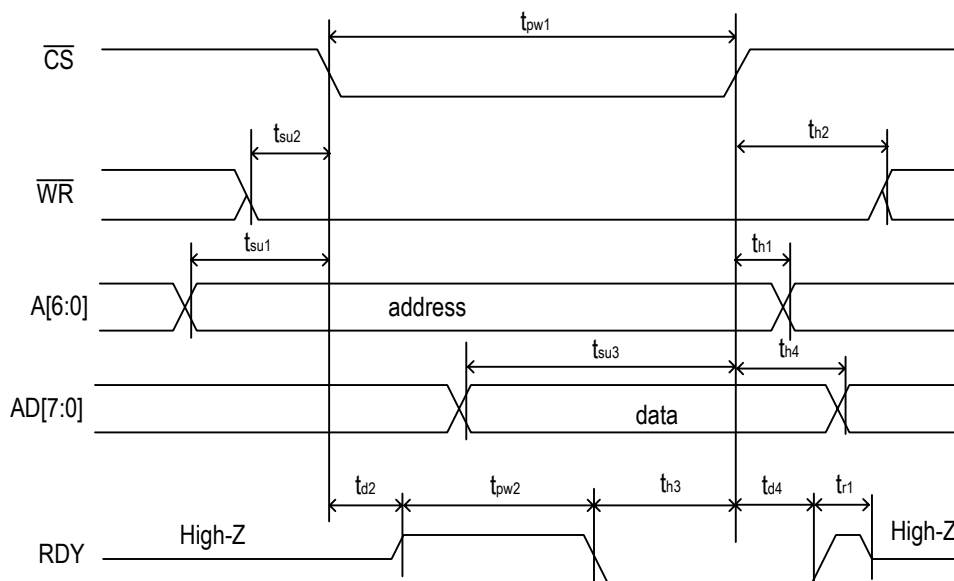 tpw1
CS
tsu2
th2
WR
tsu1
th1
A[6:0]
address
tsu3
th4
AD[7:0]
data
td2
tpw2
th3
td4
tr1
High-Z
High-Z
RDY